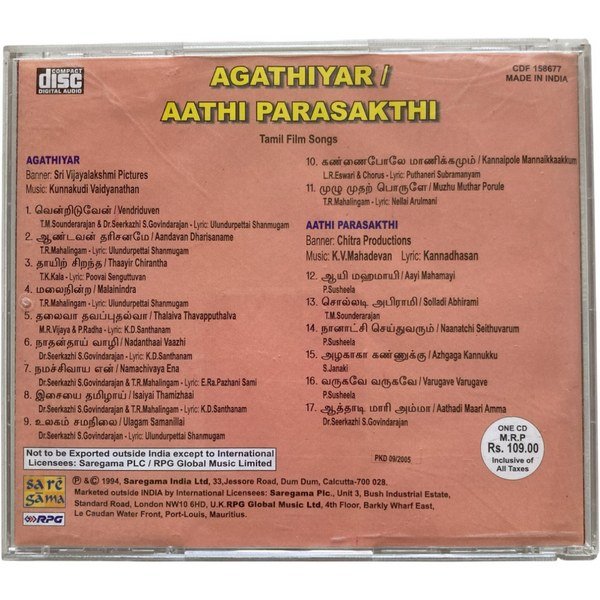 COMPACT
disc
DIGITAL AUDIO
AGATHIYAR /
AATHI PARASAKTHI
CDF 158677
MADE IN INDIA
Tamil Film Songs
AGATHIYAR
Banner: Sri Vijayalakshmi Pictures
Music: Kunnakudi Vaidyanathan
1. வென்றிடுவேன் / Vendriduven
T.M.Sounderarajan & Dr.Seerkazhi S.Govindarajan - Lyric: Ulundurpettai Shanmugam
2. ஆண்டவன் தரிசனமே / Aandavan Dharisaname
T.R.Mahalingam - Lyric: Ulundurpettai Shanmugam
3. தாயிற் சிறந்த / Thaayir Chirantha
T.K.Kala - Lyric: Poovai Senguttuvan
4. மலைநின்ற / Malainindra
T.R.Mahalingam - Lyric: Ulundurpettai Shanmugam
5. தலைவா தவப்புதல்வா / Thalaiva Thavapputhalva
M.R.Vijaya & P.Radha - Lyric: K.D.Santhanam
6. நாதன்தாய் வாழி / Nadanthaai Vaazhi
Dr.Seerkazhi S.Govindarajan - Lyric: K.D.Santhanam
7. நமச்சிவாய என் / Namachivaya Ena
Dr.Seerkazhi S.Govindarajan & T.R.Mahalingam - Lyric: E.Ra.Pazhani Sami
8. இசையை தமிழாய் / Isaiyai Thamizhaai
Dr.Seerkazhi S.Govindarajan & T.R.Mahalingam - Lyric: K.D.Santhanam
9. உலகம் சமநிலை / Ulagam Samanillai
Dr.Seerkazhi S.Govindarajan - Lyric: Ulundurpettai Shanmugam
10. கண்ணைபோலே மாணிக்கமும் / Kannaipole Mannaikkaakkum
L.R.Eswari & Chorus - Lyric: Puthaneri Subramanyam
11. முழு முதற் பொருளே / Muzhu Muthar Porule
T.R.Mahalingam - Lyric: Nellai Arulmani
AATHI PARASAKTHI
Banner: Chitra Productions
Music: K.V.Mahadevan Lyric: Kannadhasan
12. ஆயி மஹமாயி / Aayi Mahamayi
P.Susheela
13. சொல்லடி அபிராமி / Solladi Abhirami
T.M.Sounderarajan
14. நானாட்சி செய்துவரும் / Naanatchi Seithuvarum
P.Susheela
15. அழகாகா கண்ணுக்கு / Azhgaga Kannukku
S.Janaki
16. வருகவே வருகவே / Varugave Varugave
P.Susheela
17. ஆத்தாடி மாரி அம்மா / Aathadi Maari Amma
Dr.Seerkazhi S.Govindarajan
Not to be Exported outside India except to International
Licensees: Saregama PLC / RPG Global Music Limited
PKD 09/2005
ONE CD
M.R.P
Rs. 109.00
Inclusive of
All Taxes
sa re
ga ma
RPG
℗ & © 1994, Saregama India Ltd, 33,Jessore Road, Dum Dum, Calcutta-700 028.
Marketed outside INDIA by International Licensees: Saregama Plc., Unit 3, Bush Industrial Estate,
Standard Road, London NW10 6HD, U.K.RPG Global Music Ltd, 4th Floor, Barkly Wharf East,
Le Caudan Water Front, Port-Louis, Mauritius.